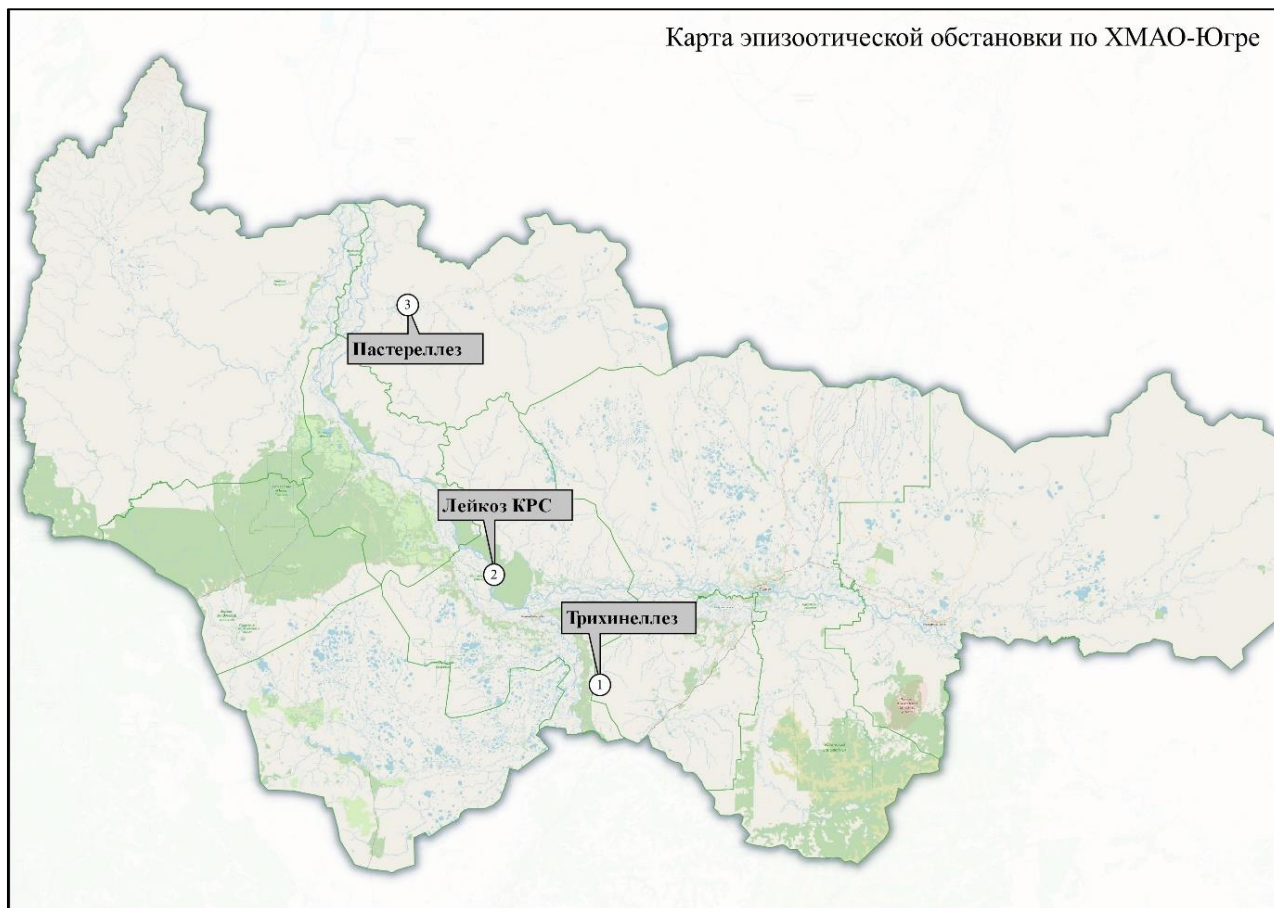 Карта эпизоотической обстановки по ХМАО-Югре
3
Пастереллез
Лейкоз КРС
2
Трихинеллез
1